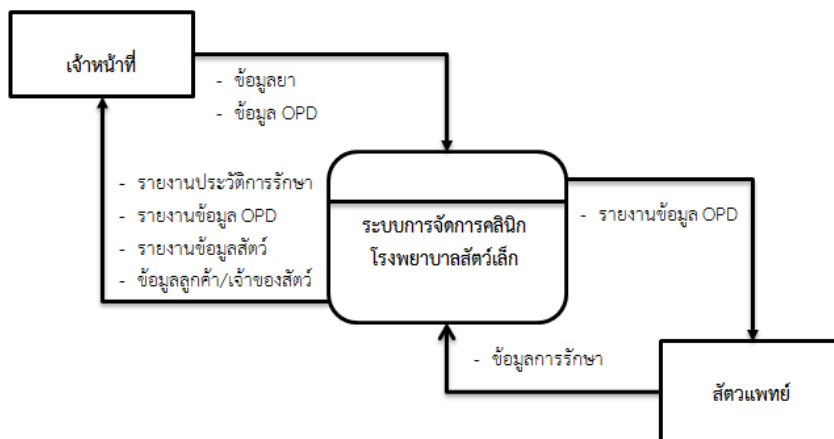 เจ้าหน้าที่
- ข้อมูลยา
- ข้อมูล OPD
- รายงานประวัติการรักษา
- รายงานข้อมูล OPD
- รายงานข้อมูลสัตว์
- ข้อมูลลูกค้า/เจ้าของสัตว์
ระบบการจัดการคลินิก
โรงพยาบาลสัตว์เล็ก
- รายงานข้อมูล OPD
- ข้อมูลการรักษา
สัตวแพทย์